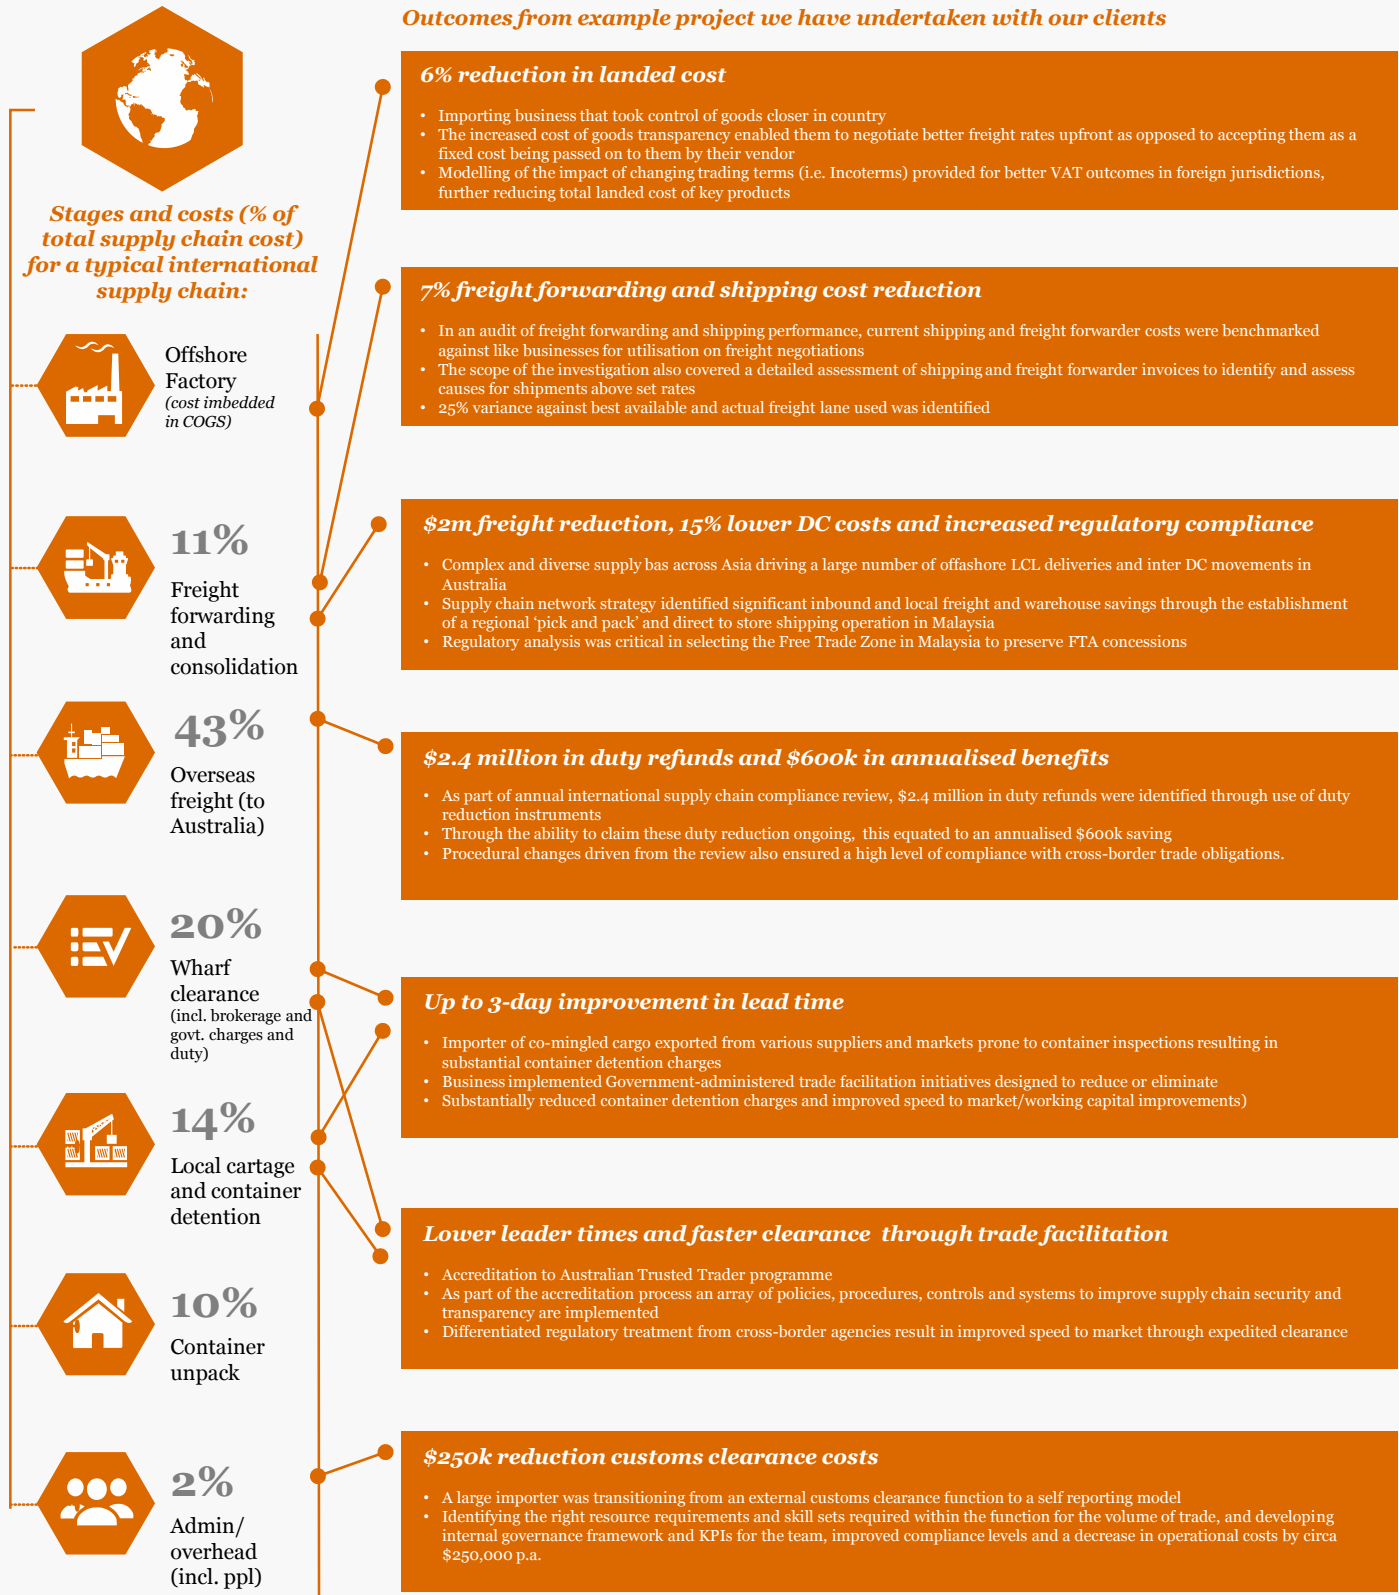 Outcomes from example project we have undertaken with our clients
Stages and costs (% of
total supply chain cost)
for a typical international
supply chain:
Offshore
Factory
(cost imbedded
in COGS)
11%
Freight
forwarding
and
consolidation
43%
Overseas
freight (to
Australia)
20%
Wharf
clearance
(incl. brokerage and
govt. charges and
duty)
14%
Local cartage
and container
detention
10%
Container
unpack
2%
Admin/
overhead
(incl. ppl)
6% reduction in landed cost
• Importing business that took control of goods closer in country
• The increased cost of goods transparency enabled them to negotiate better freight rates upfront as opposed to accepting them as a
fixed cost being passed on to them by their vendor
• Modelling of the impact of changing trading terms (i.e. Incoterms) provided for better VAT outcomes in foreign jurisdictions,
further reducing total landed cost of key products
7% freight forwarding and shipping cost reduction
• In an audit of freight forwarding and shipping performance, current shipping and freight forwarder costs were benchmarked
against like businesses for utilisation on freight negotiations
• The scope of the investigation also covered a detailed assessment of shipping and freight forwarder invoices to identify and assess
causes for shipments above set rates
• 25% variance against best available and actual freight lane used was identified
$2m freight reduction, 15% lower DC costs and increased regulatory compliance
• Complex and diverse supply bas across Asia driving a large number of offashore LCL deliveries and inter DC movements in
Australia
• Supply chain network strategy identified significant inbound and local freight and warehouse savings through the establishment
of a regional ‘pick and pack’ and direct to store shipping operation in Malaysia
• Regulatory analysis was critical in selecting the Free Trade Zone in Malaysia to preserve FTA concessions
$2.4 million in duty refunds and $600k in annualised benefits
• As part of annual international supply chain compliance review, $2.4 million in duty refunds were identified through use of duty
reduction instruments
• Through the ability to claim these duty reduction ongoing, this equated to an annualised $600k saving
• Procedural changes driven from the review also ensured a high level of compliance with cross-border trade obligations.
Up to 3-day improvement in lead time
• Importer of co-mingled cargo exported from various suppliers and markets prone to container inspections resulting in
substantial container detention charges
• Business implemented Government-administered trade facilitation initiatives designed to reduce or eliminate
• Substantially reduced container detention charges and improved speed to market/working capital improvements)
Lower leader times and faster clearance through trade facilitation
• Accreditation to Australian Trusted Trader programme
• As part of the accreditation process an array of policies, procedures, controls and systems to improve supply chain security and
transparency are implemented
• Differentiated regulatory treatment from cross-border agencies result in improved speed to market through expedited clearance
$250k reduction customs clearance costs
• A large importer was transitioning from an external customs clearance function to a self reporting model
• Identifying the right resource requirements and skill sets required within the function for the volume of trade, and developing
internal governance framework and KPIs for the team, improved compliance levels and a decrease in operational costs by circa
$250,000 p.a.